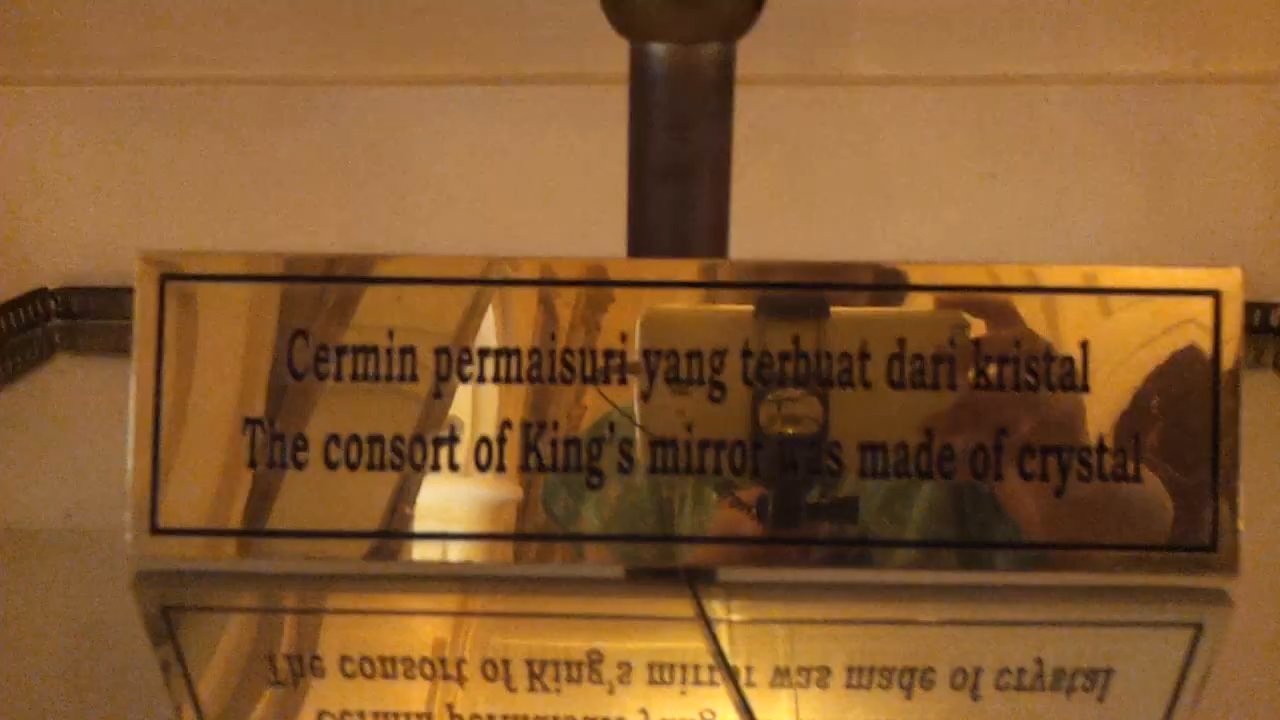 Cermin permaisuri yang terbuat dari kristal
The consort of King's mirror was made of crystal